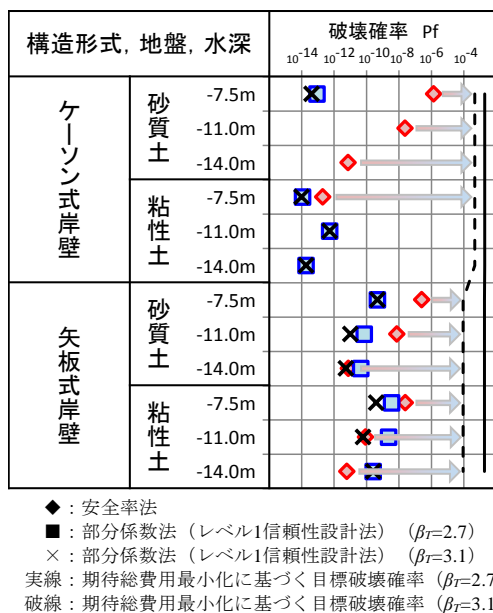 構造形式, 地盤, 水深
破壊確率 Pf
10⁻¹⁴ 10⁻¹² 10⁻¹⁰ 10⁻⁸ 10⁻⁶ 10⁻⁴
ケーソン式岸壁
砂質土
-7.5m
-11.0m
-14.0m
粘性土
-7.5m
-11.0m
-14.0m
矢板式岸壁
砂質土
-7.5m
-11.0m
-14.0m
粘性土
-7.5m
-11.0m
-14.0m
◆：安全率法
■：部分係数法（レベル1信頼性設計法）（βT=2.7）
×：部分係数法（レベル1信頼性設計法）（βT=3.1）
実線：期待総費用最小化に基づく目標破壊確率（βT=2.7
破線：期待総費用最小化に基づく目標破壊確率（βT=3.1